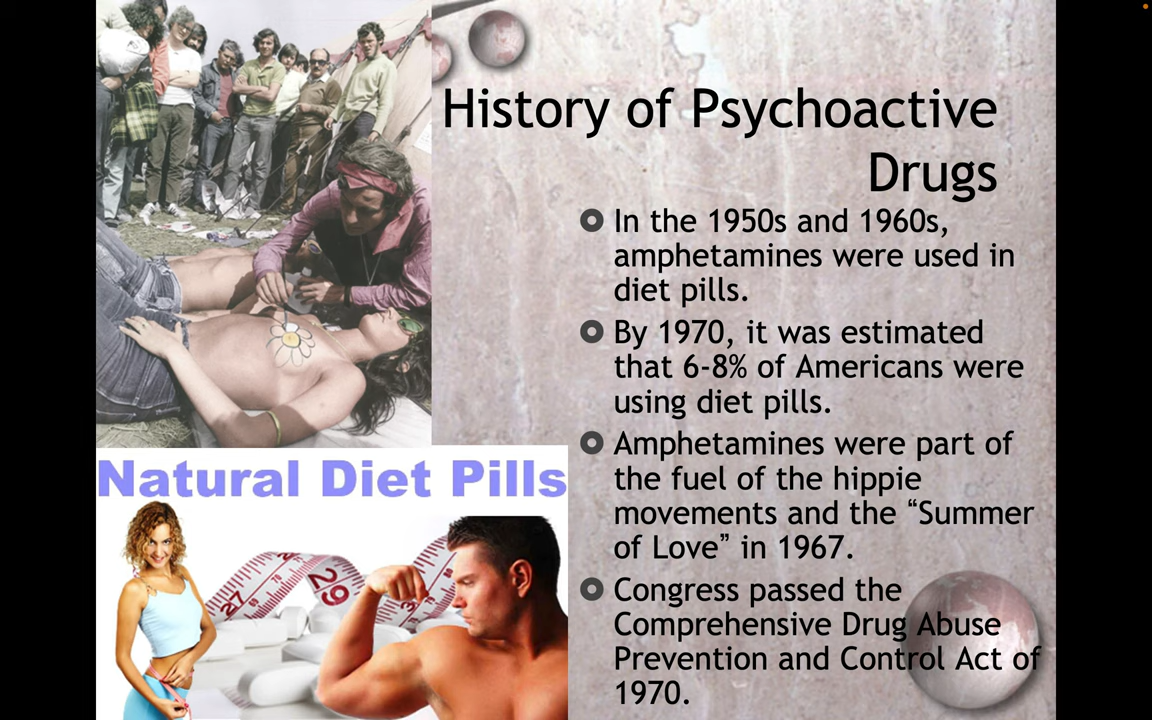 History of Psychoactive
Drugs
In the 1950s and 1960s,
amphetamines were used in
diet pills.
By 1970, it was estimated
that 6-8% of Americans were
using diet pills.
Amphetamines were part of
the fuel of the hippie
movements and the “Summer
of Love” in 1967.
Congress passed the
Comprehensive Drug Abuse
Prevention and Control Act of
1970.
Natural Diet Pills
27
29